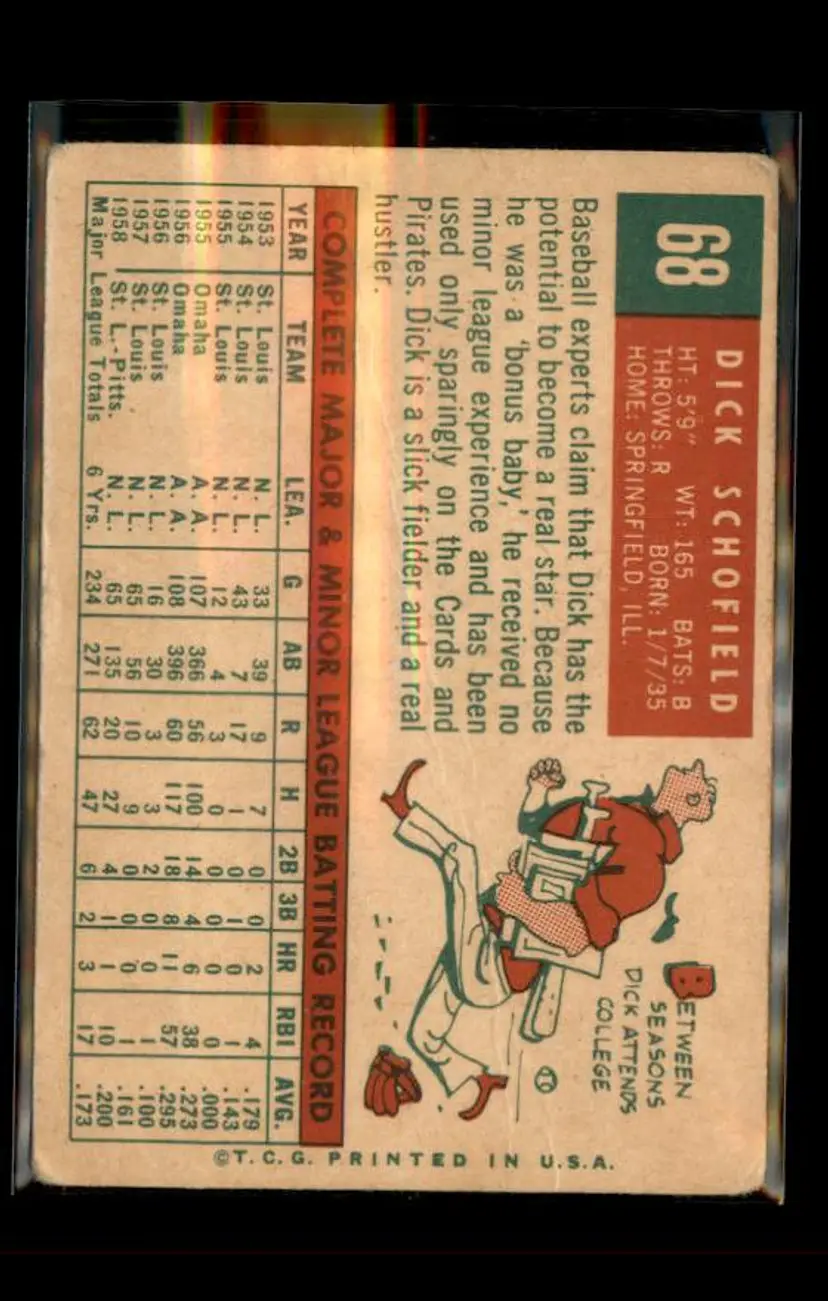 68
DICK SCHOFIELD
HT: 5'9" WT: 165 BATS: B
THROWS: R BORN: 1/7/35
HOME: SPRINGFIELD, ILL.
Baseball experts claim that Dick has the
potential to become a real star. Because
he was a 'bonus baby,' he received no
minor league experience and has been
used only sparingly on the Cards and
Pirates. Dick is a slick fielder and a real
hustler.
BETWEEN
SEASONS
DICK ATTENDS
COLLEGE
COMPLETE MAJOR & MINOR LEAGUE BATTING RECORD
YEAR TEAM LEA. G AB R H 2B 3B HR RBI AVG.
1953 St. Louis N. L. 33 39 9 7 0 0 2 4 .179
1954 St. Louis N. L. 43 7 17 1 0 1 0 1 .143
1955 St. Louis N. L. 12 4 3 0 0 0 0 0 .000
1955 Omaha A. A. 107 366 56 100 14 4 6 38 .273
1956 Omaha A. A. 108 396 60 117 18 8 11 57 .295
1956 St. Louis N. L. 16 30 3 3 2 0 0 1 .100
1957 St. Louis N. L. 65 56 10 9 0 0 0 1 .161
1958 St. L.-Pitts. N. L. 65 135 20 27 4 1 1 10 .200
Major League Totals 6 Yrs. 234 271 62 47 6 2 3 17 .173
©T.C.G. PRINTED IN U.S.A.